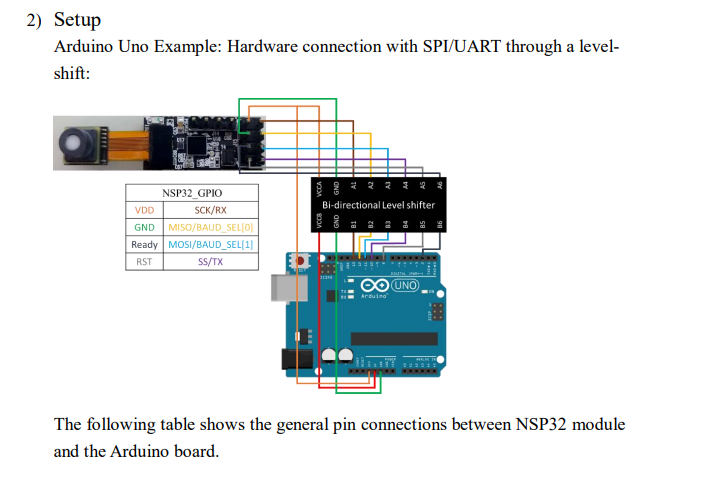 2) Setup
Arduino Uno Example: Hardware connection with SPI/UART through a level-
shift:
NSP32_GPIO
VDD SCK/RX
GND MISO/BAUD_SEL[0]
Ready MOSI/BAUD_SEL[1]
RST SS/TX
VCCA GND A1 A2 A3 A4 A5 A6
Bi-directional Level shifter
VCCB GND B1 B2 B3 B4 B5 B6
UNO
Arduino
The following table shows the general pin connections between NSP32 module
and the Arduino board.